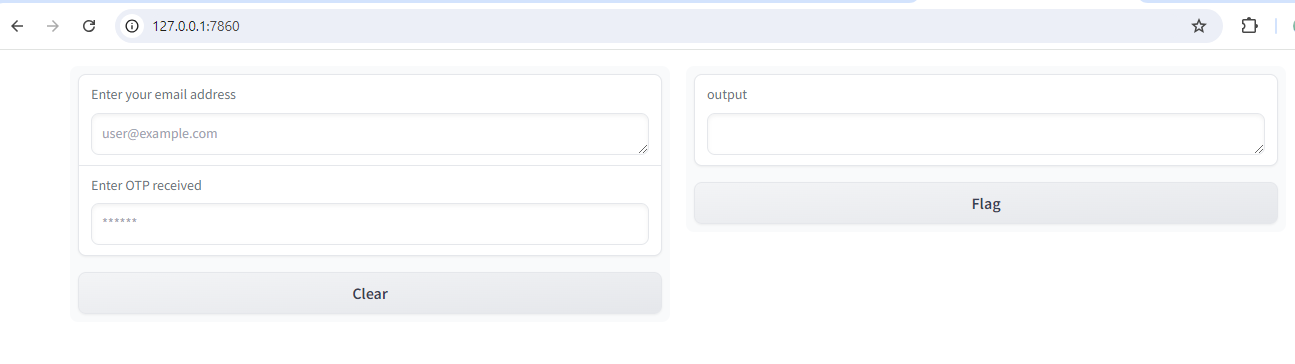 127.0.0.1:7860
Enter your email address
user@example.com
Enter OTP received
******
Clear
output
Flag